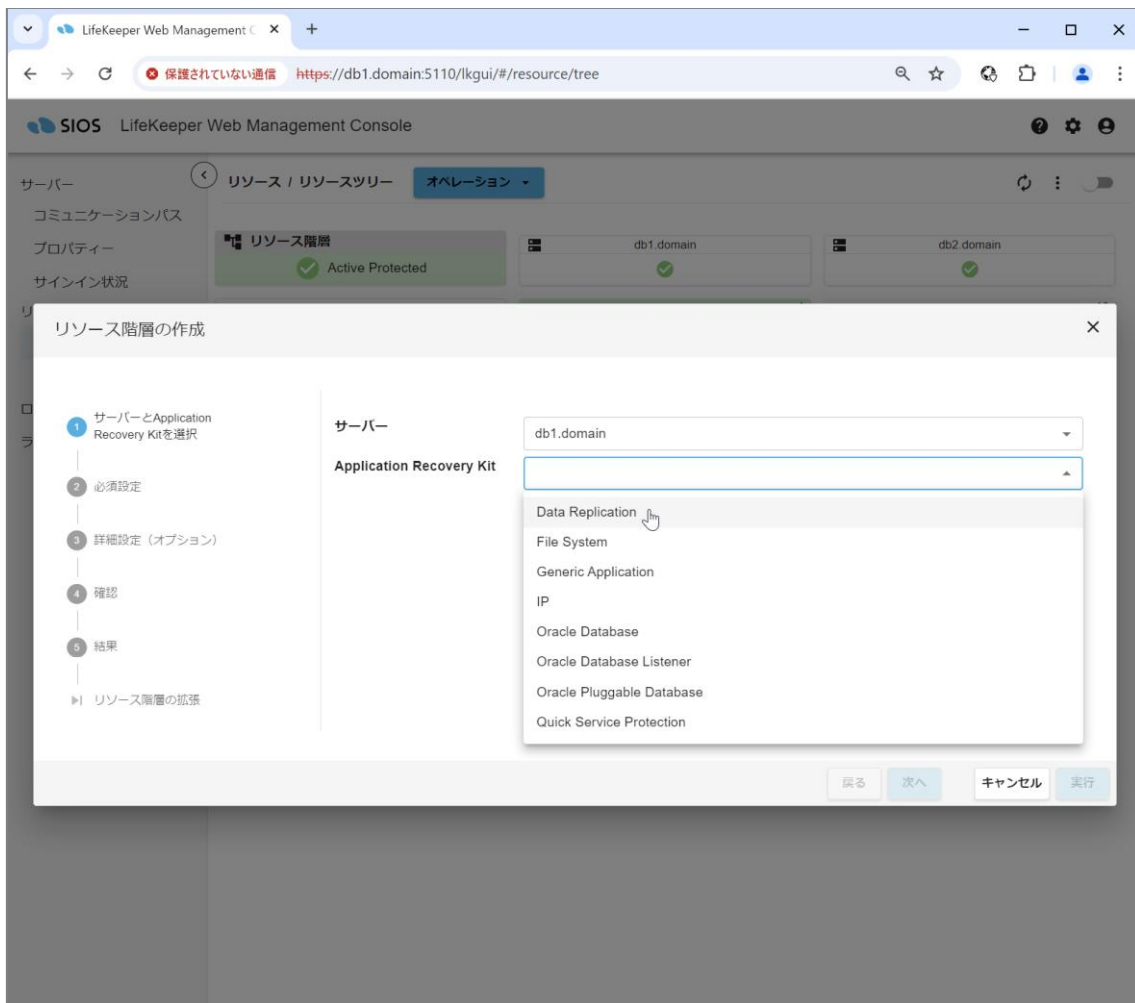 LifeKeeper Web Management C
保護されていない通信
https://db1.domain:5110/lkgui/#/resource/tree
SIOS LifeKeeper Web Management Console
サーバー
コミュニケーションパス
プロパティー
サインイン状況
リソース / リソースツリー
オペレーション
リソース階層
Active Protected
db1.domain
db2.domain
リソース階層の作成
1 サーバーとApplication
Recovery Kitを選択
2 必須設定
3 詳細設定（オプション）
4 確認
5 結果
リソース階層の拡張
サーバー
db1.domain
Application Recovery Kit
Data Replication
File System
Generic Application
IP
Oracle Database
Oracle Database Listener
Oracle Pluggable Database
Quick Service Protection
戻る
次へ
キャンセル
実行